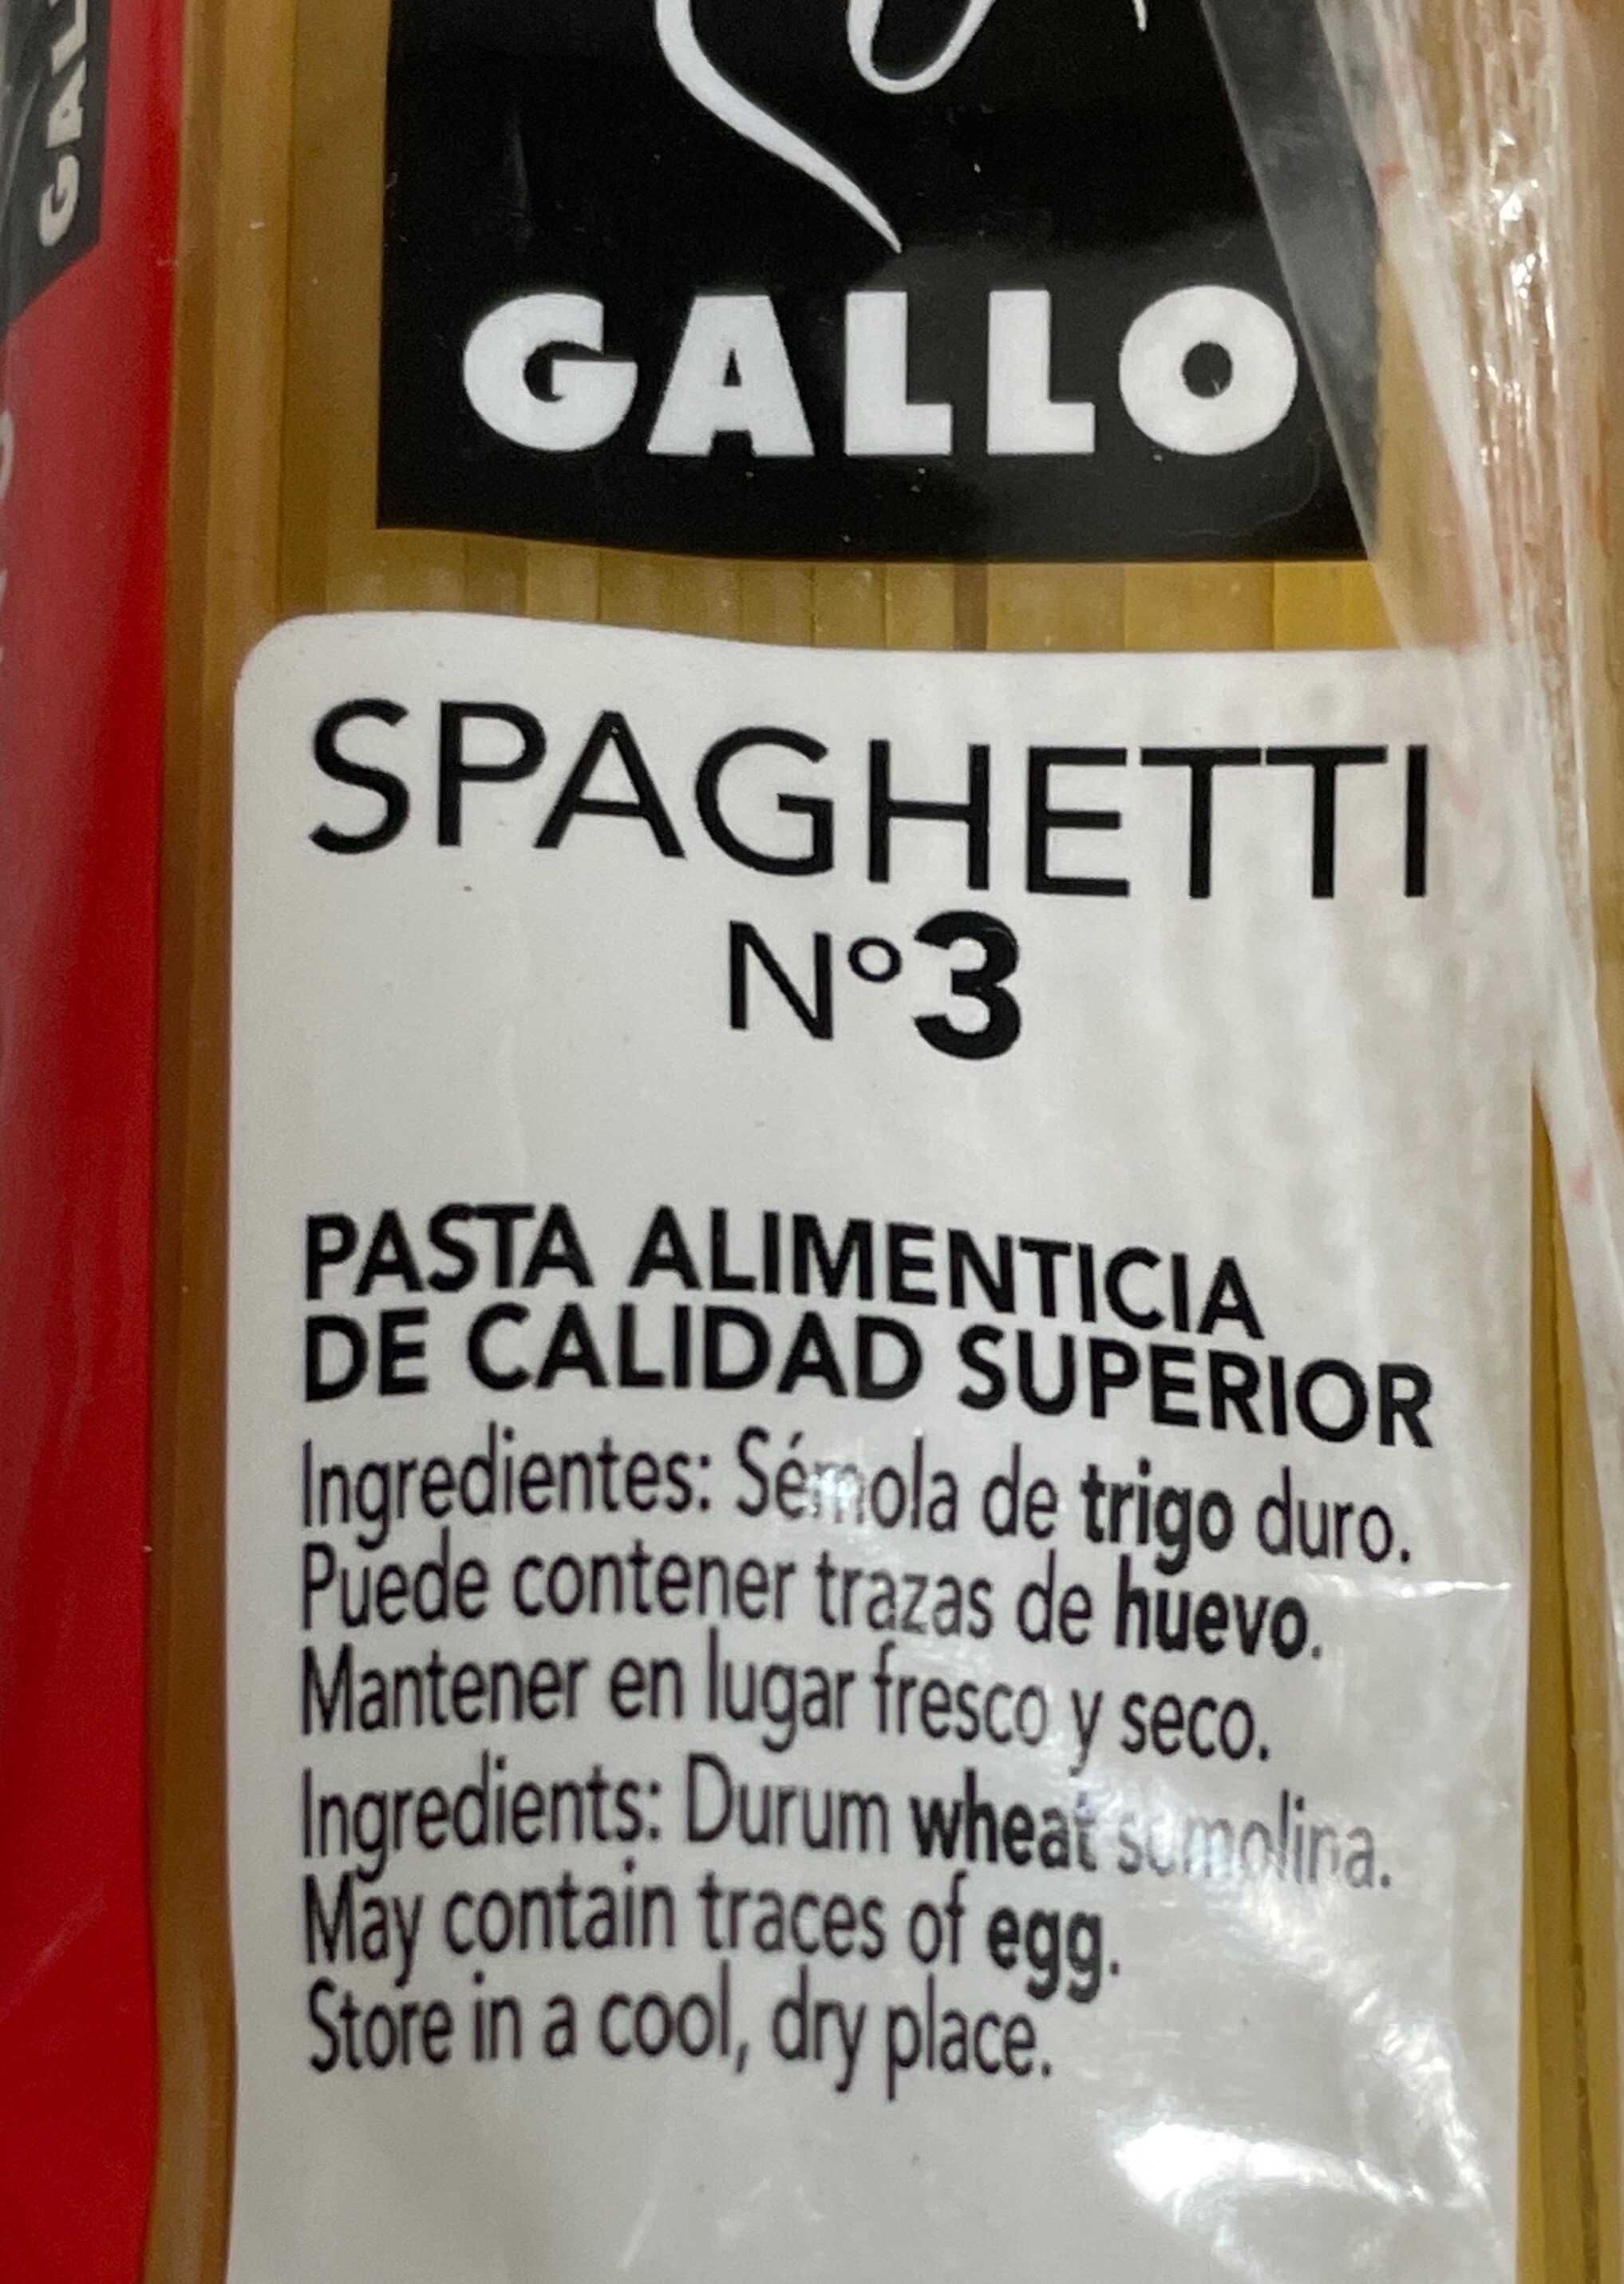 GALLO
SPAGHETTI
Nº3
PASTA ALIMENTICIA
DE CALIDAD SUPERIOR
Ingredientes: Sémola de trigo duro.
Puede contener trazas de huevo.
Mantener en lugar fresco y seco.
Ingredients: Durum wheat semolina.
May contain traces of egg.
Store in a cool, dry place.